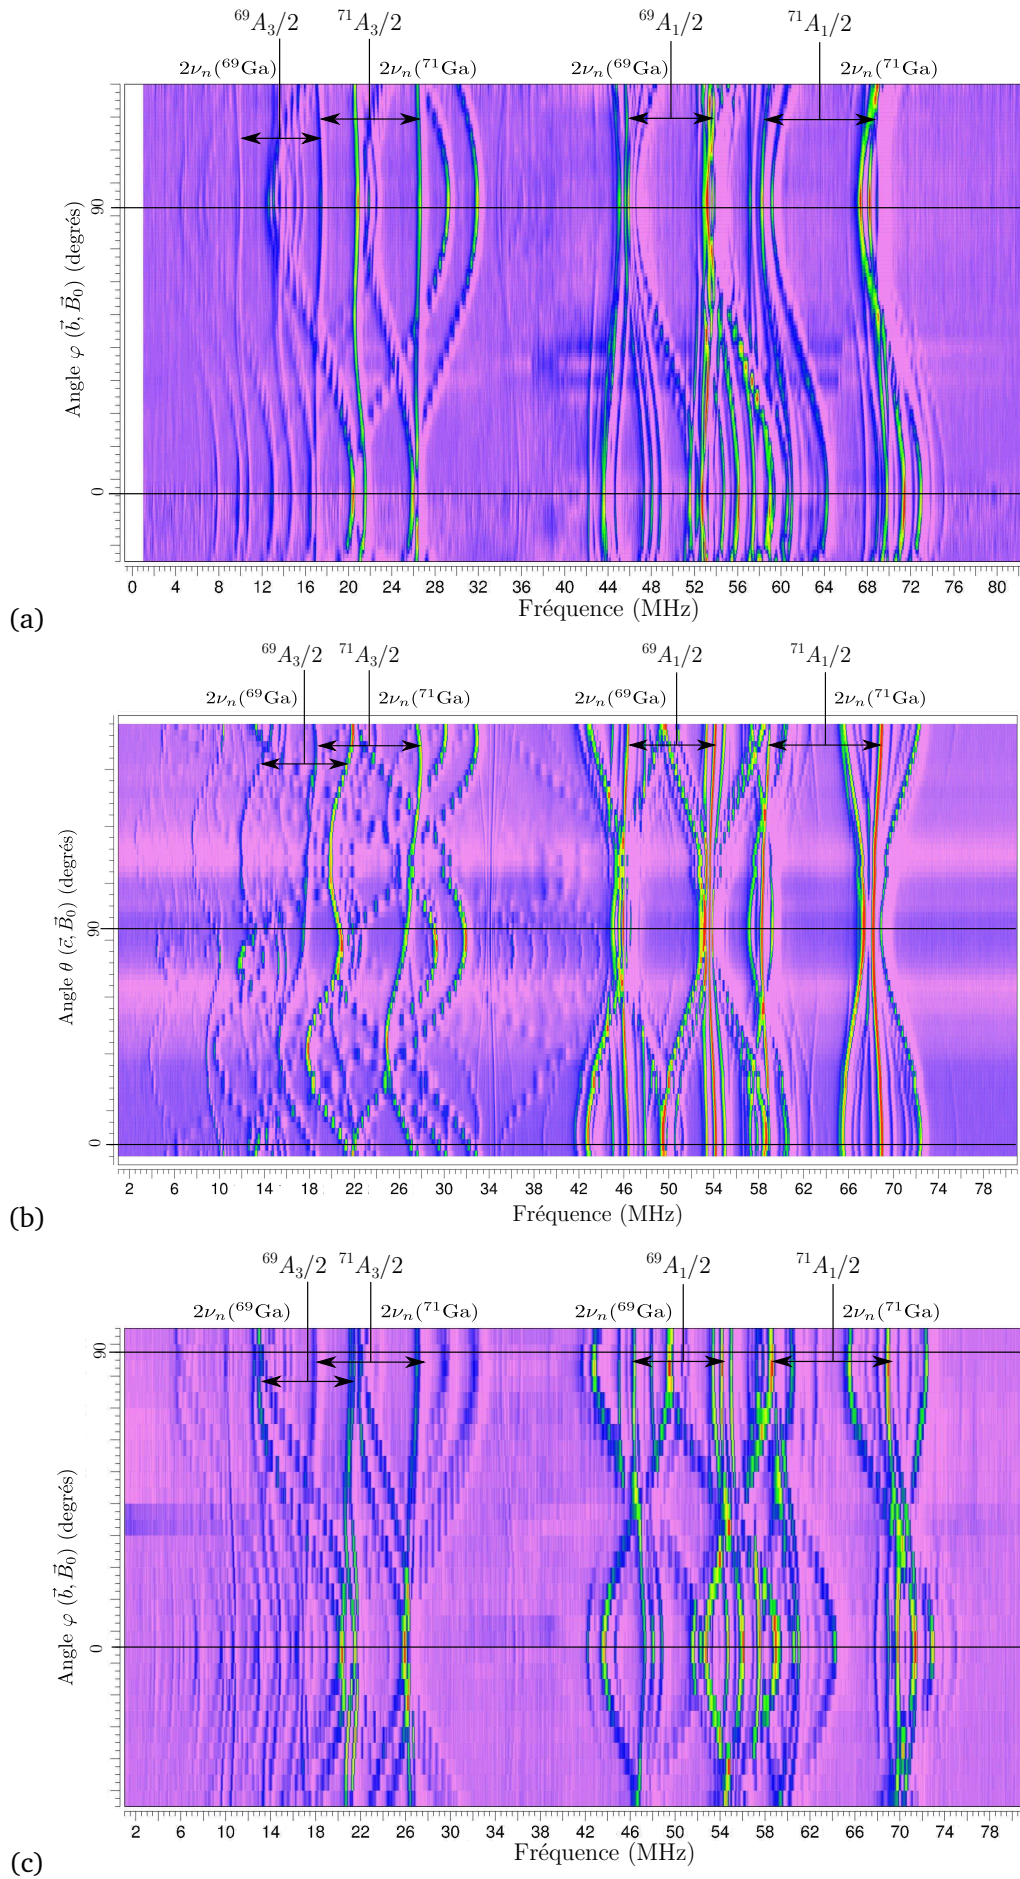 ⁶⁹A₃/2 ⁷¹A₃/2 ⁶⁹A₁/2 ⁷¹A₁/2
2νₙ(⁶⁹Ga) 2νₙ(⁷¹Ga) 2νₙ(⁶⁹Ga) 2νₙ(⁷¹Ga)
90
Angle φ (b⃗, B⃗₀) (degrés)
0
0 4 8 12 16 20 24 28 32 36 40 44 48 52 56 60 64 68 72 76 80
Fréquence (MHz)
(a)
⁶⁹A₃/2 ⁷¹A₃/2 ⁶⁹A₁/2 ⁷¹A₁/2
2νₙ(⁶⁹Ga) 2νₙ(⁷¹Ga) 2νₙ(⁶⁹Ga) 2νₙ(⁷¹Ga)
90
Angle θ (c⃗, B⃗₀) (degrés)
0
2 6 10 14 18 22 26 30 34 38 42 46 50 54 58 62 66 70 74 78
Fréquence (MHz)
(b)
⁶⁹A₃/2 ⁷¹A₃/2 ⁶⁹A₁/2 ⁷¹A₁/2
2νₙ(⁶⁹Ga) 2νₙ(⁷¹Ga) 2νₙ(⁶⁹Ga) 2νₙ(⁷¹Ga)
90
Angle φ (b⃗, B⃗₀) (degrés)
0
2 6 10 14 18 22 26 30 34 38 42 46 50 54 58 62 66 70 74 78
Fréquence (MHz)
(c)